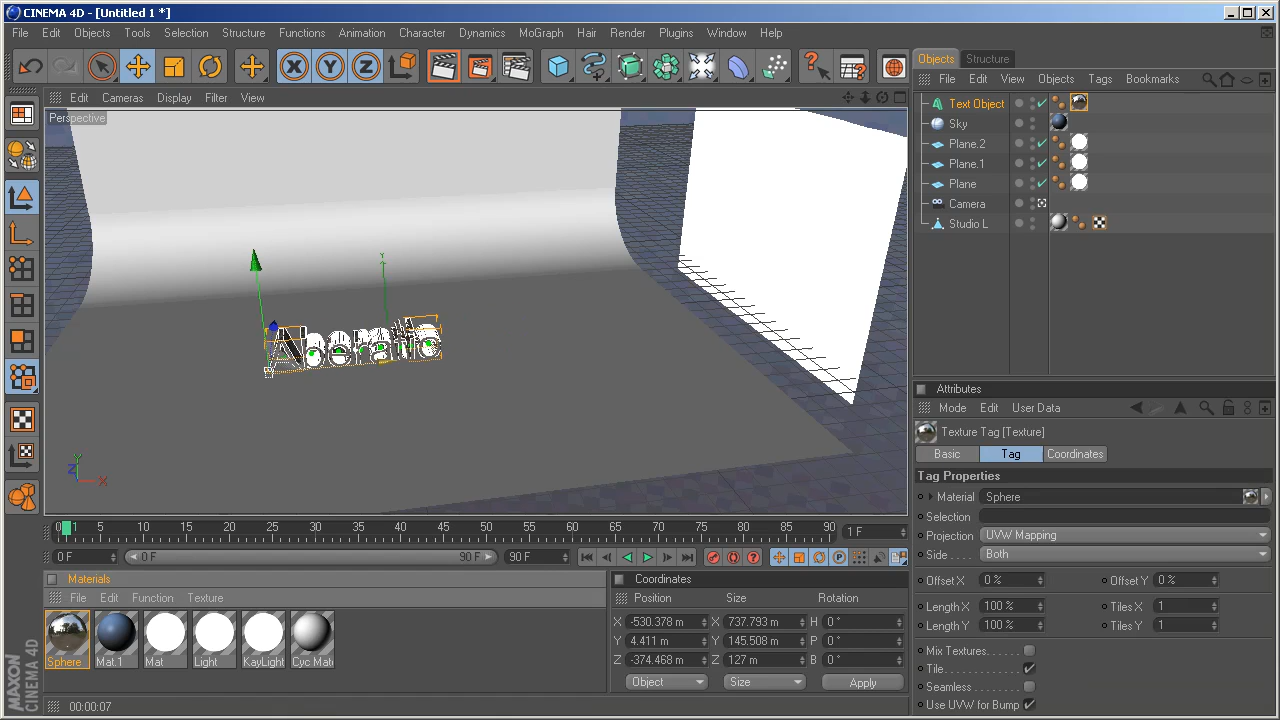 CINEMA 4D - [Untitled 1 *]
File Edit Objects Tools Selection Structure Functions Animation Character Dynamics MoGraph Hair Render Plugins Window Help
X Y Z
Edit Cameras Display Filter View
Perspective
Y
Y
Z X
0 1 5 10 15 20 25 30 35 40 45 50 55 60 65 70 75 80 85 90 1 F
0 F 0 F 90 F 90 F
Materials
File Edit Function Texture
Sphere Mat.1 Mat Light KayLight Cyc Mat
Coordinates
Position Size Rotation
X -530.378 m X 737.793 m H 0 °
Y 4.411 m Y 145.508 m P 0 °
Z -374.468 m Z 127 m B 0 °
Object Size Apply
00:00:07
MAXON
CINEMA 4D
Objects Structure
File Edit View Objects Tags Bookmarks
Text Object
Sky
Plane.2
Plane.1
Plane
Camera
Studio L
Attributes
Mode Edit User Data
Texture Tag [Texture]
Basic Tag Coordinates
Tag Properties
Material Sphere
Selection
Projection UVW Mapping
Side . . . . Both
Offset X 0 % Offset Y 0 %
Length X 100 % Tiles X 1
Length Y 100 % Tiles Y 1
Mix Textures. . . . .
Tile. . . . . . . . . . . . .
Seamless. . . . . . .
Use UVW for Bump